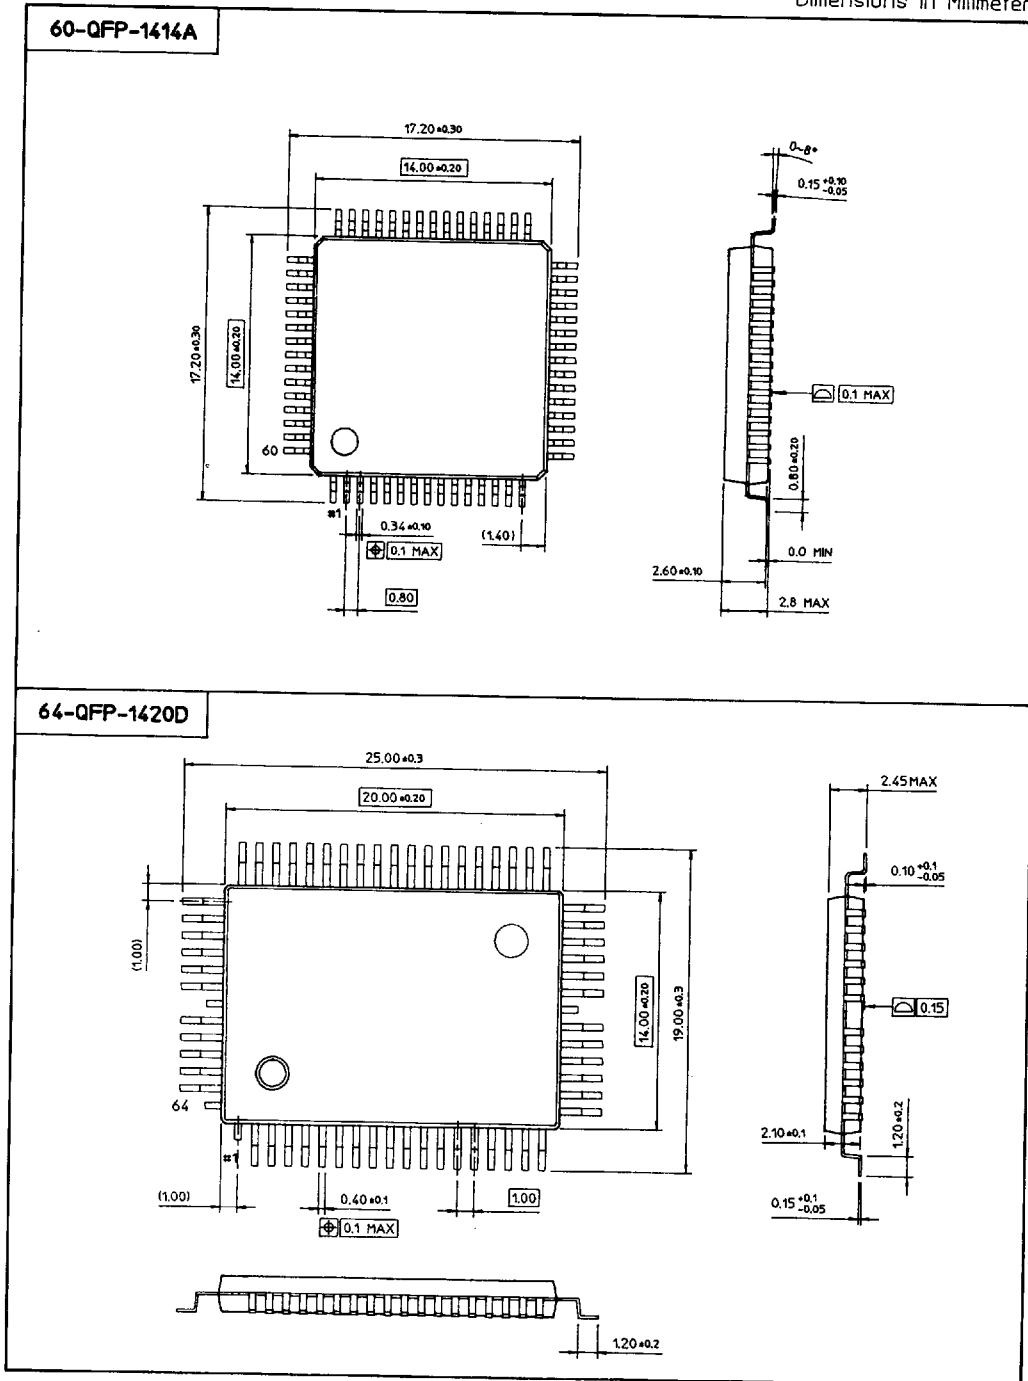 Dimensions in Millimeter
60-QFP-1414A
17.20±0.30
14.00±0.20
0~8°
0.15 +0.10 -0.05
17.20±0.30
14.00±0.20
0.1 MAX
60
0.80±0.20
#1
0.34±0.10
(1.40)
0.1 MAX
0.0 MIN
2.60±0.10
0.80
2.8 MAX
64-QFP-1420D
25.00±0.3
2.45 MAX
20.00±0.20
0.10 +0.1 -0.05
(1.00)
14.00±0.20
19.00±0.3
0.15
64
2.10±0.1
1.20±0.2
#1
(1.00)
0.40±0.1
1.00
0.15 +0.1 -0.05
0.1 MAX
1.20±0.2